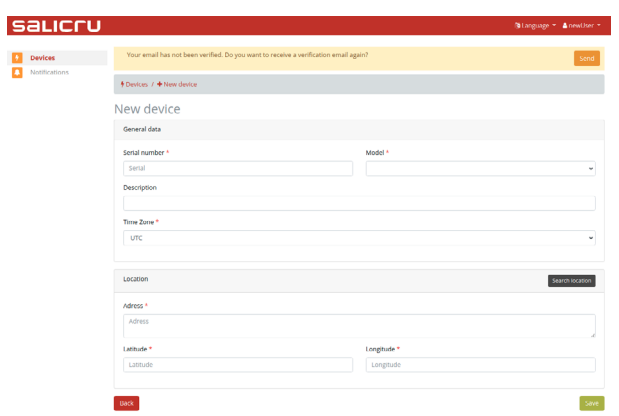 salicru
Language newUser
Devices
Notifications
Your email has not been verified. Do you want to receive a verification email again?
Send
Devices / + New device
New device
General data
Serial number * Model *
Serial
Description
Time Zone *
UTC
Location Search location
Adress *
Adress
Latitude * Longitude *
Latitude Longitude
Back Save